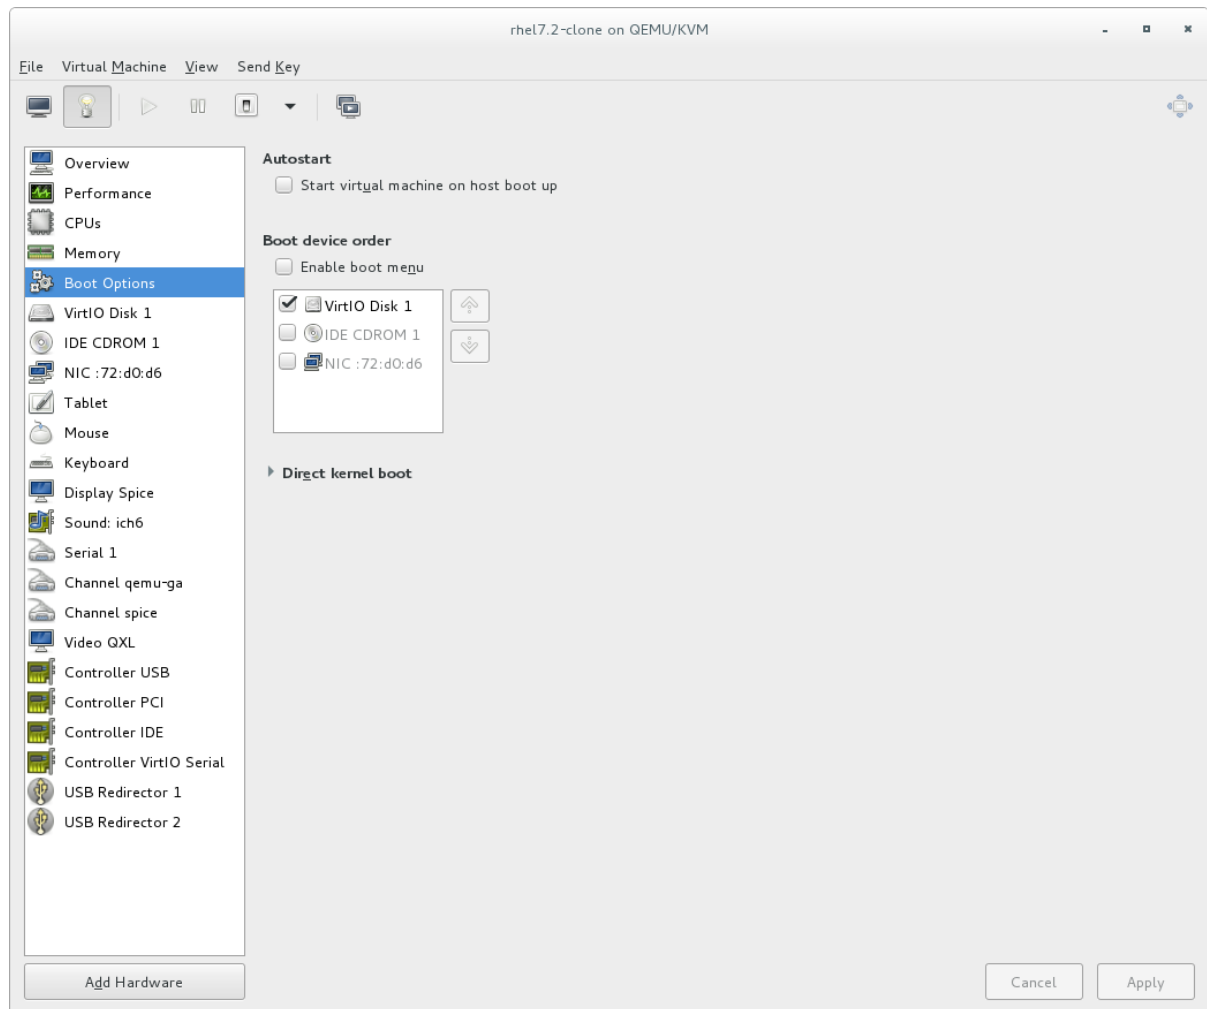 rhel7.2-clone on QEMU/KVM
File Virtual Machine View Send Key
Overview
Performance
CPUs
Memory
Boot Options
VirtIO Disk 1
IDE CDROM 1
NIC :72:d0:d6
Tablet
Mouse
Keyboard
Display Spice
Sound: ich6
Serial 1
Channel qemu-ga
Channel spice
Video QXL
Controller USB
Controller PCI
Controller IDE
Controller VirtIO Serial
USB Redirector 1
USB Redirector 2
Add Hardware
Autostart
Start virtual machine on host boot up
Boot device order
Enable boot menu
VirtIO Disk 1
IDE CDROM 1
NIC :72:d0:d6
Direct kernel boot
Cancel Apply